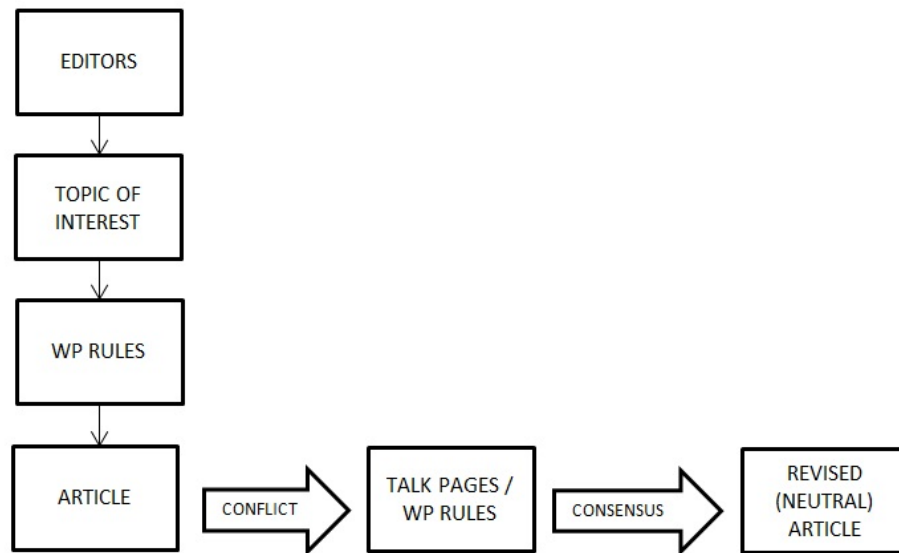 EDITORS
TOPIC OF
INTEREST
WP RULES
ARTICLE
CONFLICT
TALK PAGES /
WP RULES
CONSENSUS
REVISED
(NEUTRAL)
ARTICLE